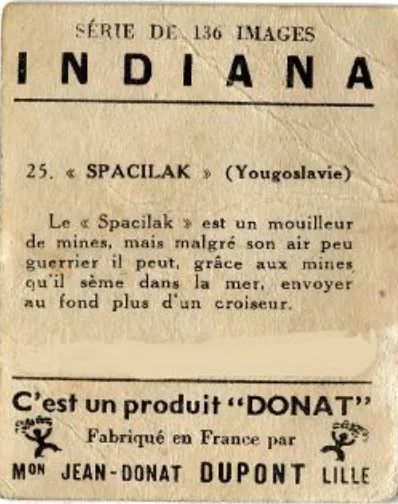 SÉRIE DE 136 IMAGES
INDIANA
25. « SPACILAK » (Yougoslavie)
Le « Spacilak » est un mouilleur
de mines, mais malgré son air peu
guerrier il peut, grâce aux mines
qu'il sème dans la mer, envoyer
au fond plus d'un croiseur.
C'est un produit "DONAT"
Fabriqué en France par
MON JEAN-DONAT DUPONT LILLE